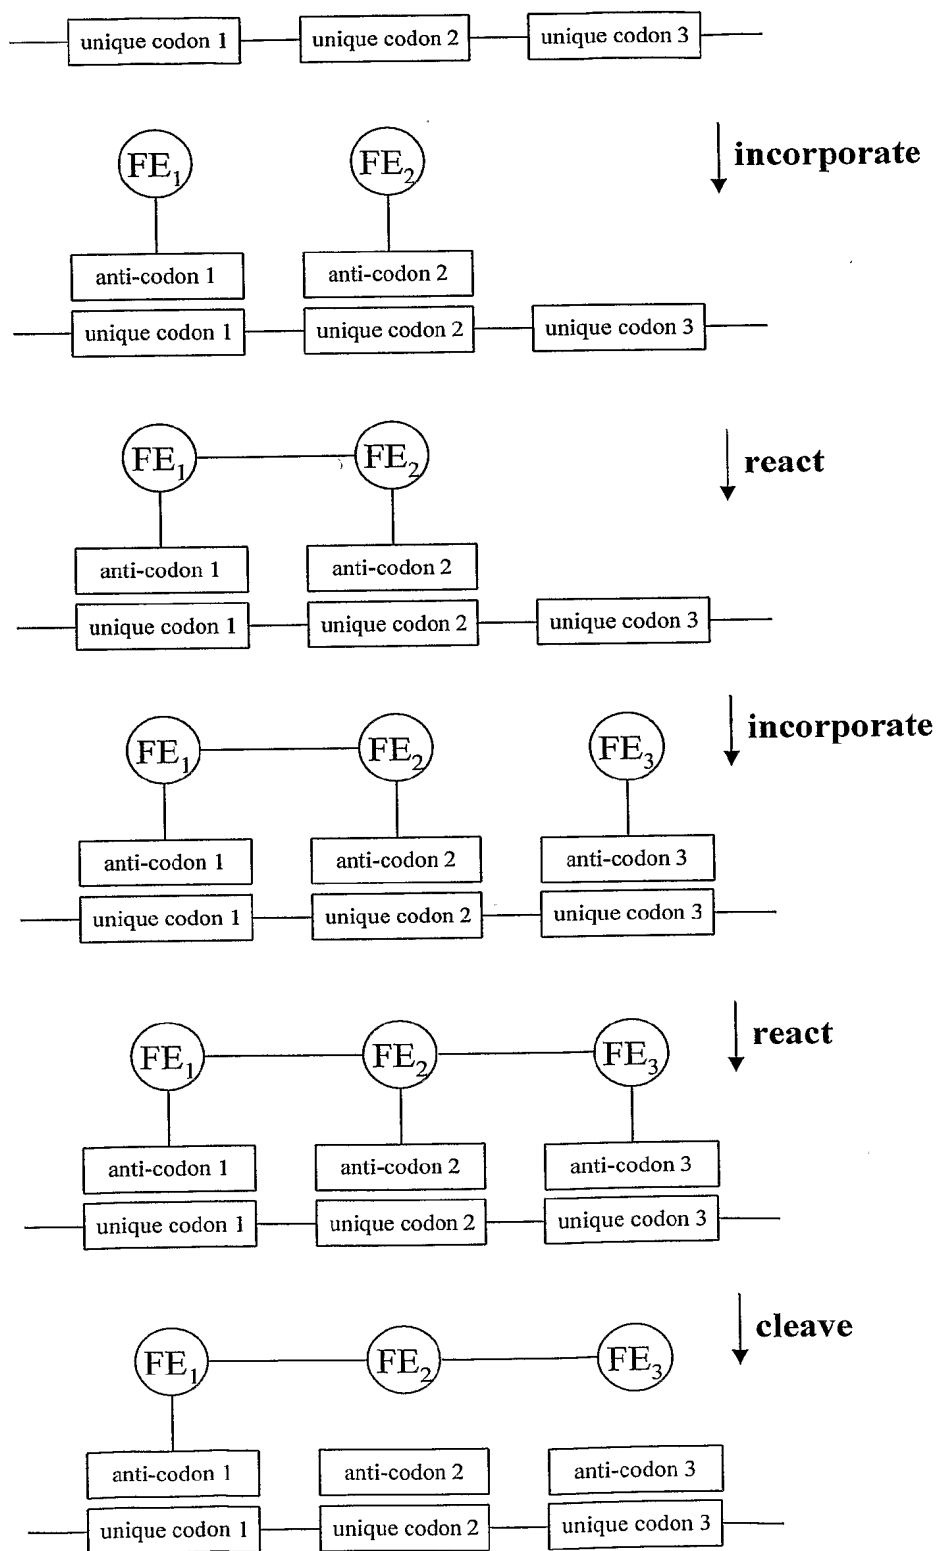 unique codon 1 unique codon 2 unique codon 3
incorporate
FE1 FE2
anti-codon 1 anti-codon 2
unique codon 1 unique codon 2 unique codon 3
react
FE1 FE2
anti-codon 1 anti-codon 2
unique codon 1 unique codon 2 unique codon 3
incorporate
FE1 FE2 FE3
anti-codon 1 anti-codon 2 anti-codon 3
unique codon 1 unique codon 2 unique codon 3
react
FE1 FE2 FE3
anti-codon 1 anti-codon 2 anti-codon 3
unique codon 1 unique codon 2 unique codon 3
cleave
FE1 FE2 FE3
anti-codon 1 anti-codon 2 anti-codon 3
unique codon 1 unique codon 2 unique codon 3